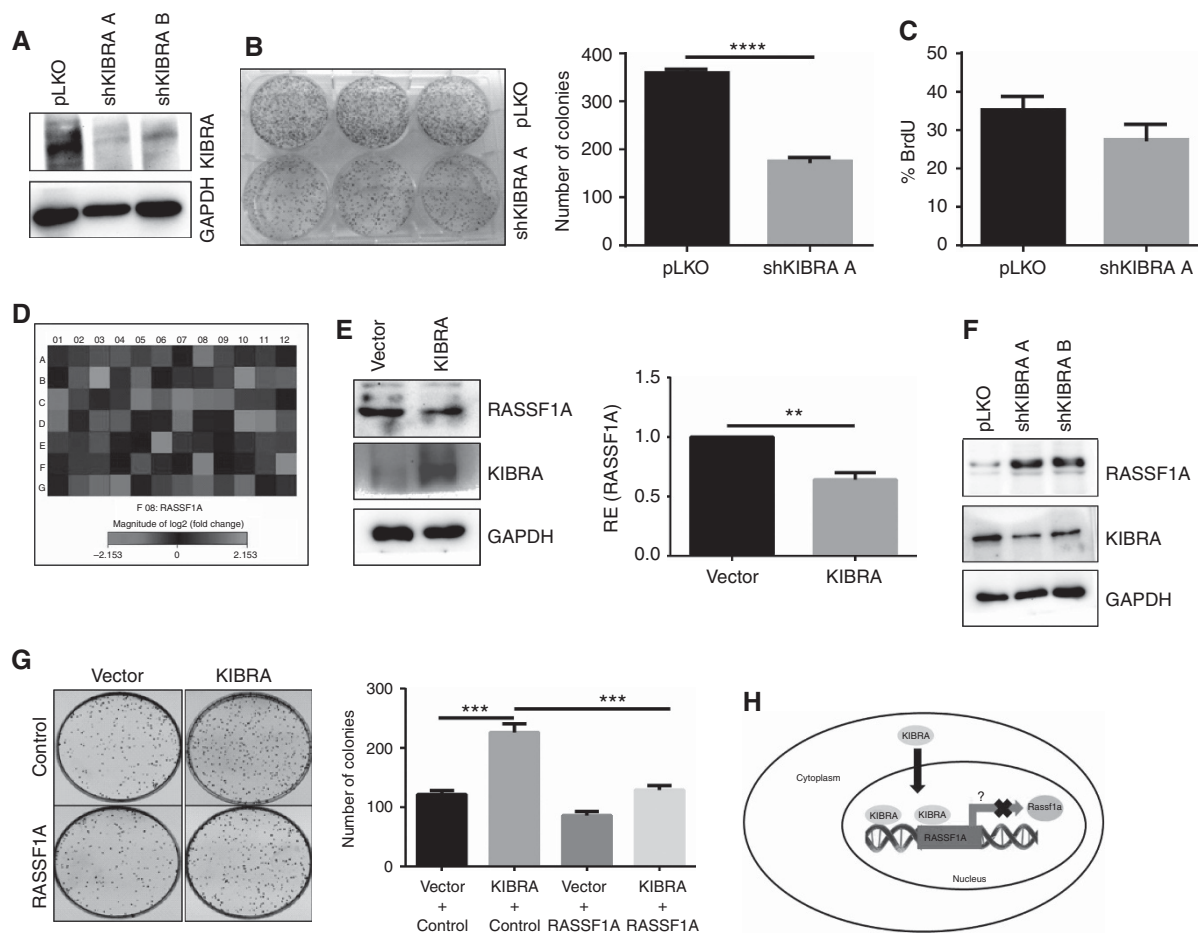 A
pLKO
shKIBRA A
shKIBRA B
KIBRA
GAPDH
B
pLKO
shKIBRA A
Number of colonies
400
300
200
100
0
****
pLKO
shKIBRA A
C
% BrdU
50
40
30
20
10
0
pLKO
shKIBRA A
D
01 02 03 04 05 06 07 08 09 10 11 12
A
B
C
D
E
F
G
F 08: RASSF1A
Magnitude of log2 (fold change)
−2.153 0 2.153
E
Vector
KIBRA
RASSF1A
KIBRA
GAPDH
RE (RASSF1A)
1.5
1.0
0.5
0.0
**
Vector
KIBRA
F
pLKO
shKIBRA A
shKIBRA B
RASSF1A
KIBRA
GAPDH
G
Vector
KIBRA
Control
RASSF1A
Number of colonies
300
200
100
0
***
***
Vector + Control
KIBRA + Control
Vector + RASSF1A
KIBRA + RASSF1A
H
KIBRA
Cytoplasm
KIBRA
KIBRA
?
Rassf1a
RASSF1A
Nucleus